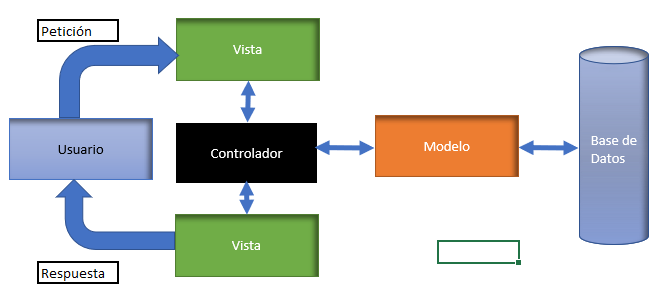 Petición
Vista
Usuario
Controlador
Modelo
Base de
Datos
Vista
Respuesta